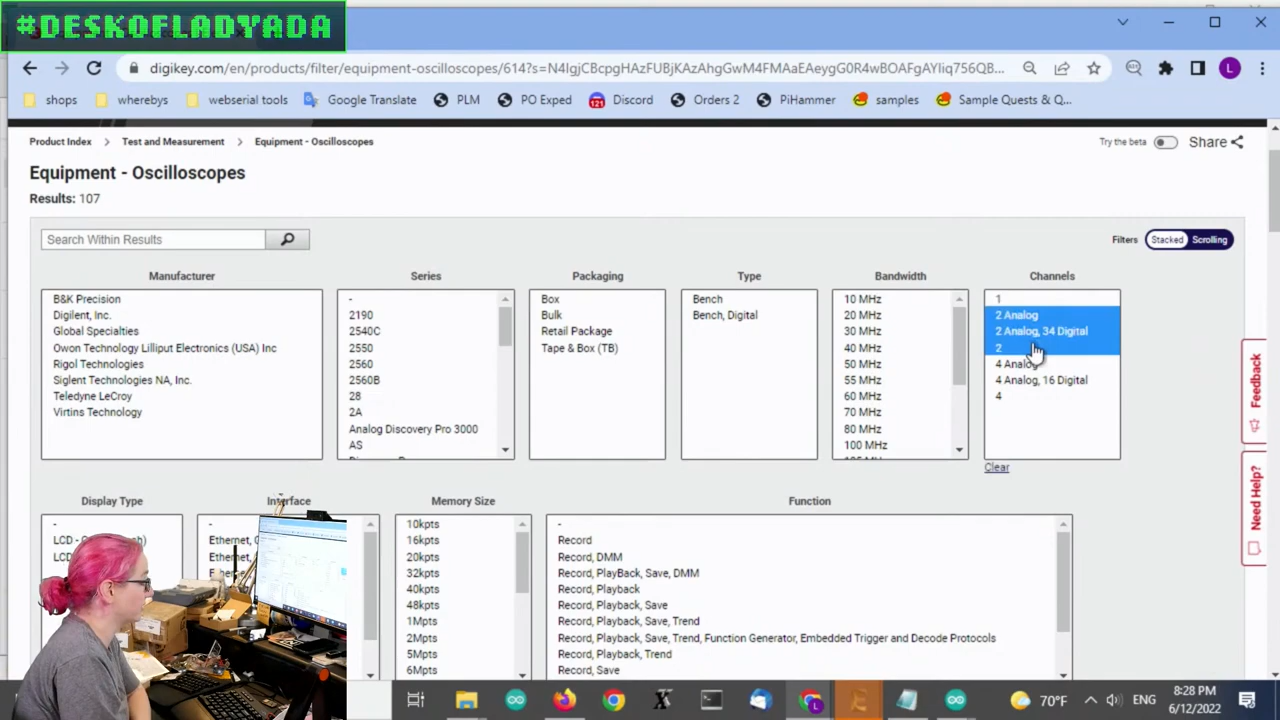 #DESKOFLADYADA
digikey.com/en/products/filter/equipment-oscilloscopes/614?s=N4IgjCBcpgHAzFUBjKAzAhgGwM4FMAaEAeygG0R4wBOAFgAYIiq756QB...
L
shops
whereby
webserial tools
Google Translate
PLM
PO Exped
121
Discord
Orders 2
PiHammer
samples
Sample Quests & Q...
Product Index > Test and Measurement > Equipment - Oscilloscopes
Try the beta
Share
Equipment - Oscilloscopes
Results: 107
Search Within Results
Filters
Stacked
Scrolling
Manufacturer
B&K Precision
Digilent, Inc.
Global Specialties
Owon Technology Lilliput Electronics (USA) Inc
Rigol Technologies
Siglent Technologies NA, Inc.
Teledyne LeCroy
Virtins Technology
Series
-
2190
2540C
2550
2560
2560B
28
2A
Analog Discovery Pro 3000
AS
Packaging
Box
Bulk
Retail Package
Tape & Box (TB)
Type
Bench
Bench, Digital
Bandwidth
10 MHz
20 MHz
30 MHz
40 MHz
50 MHz
55 MHz
60 MHz
70 MHz
80 MHz
100 MHz
Channels
1
2 Analog
2 Analog, 34 Digital
2
4 Analog
4 Analog, 16 Digital
4
Clear
Feedback
Need Help?
Display Type
-
LCD -
LCD
Interface
-
Ethernet,
Ethernet,
Memory Size
10kpts
16kpts
20kpts
32kpts
40kpts
48kpts
1Mpts
2Mpts
5Mpts
6Mpts
Function
-
Record
Record, DMM
Record, PlayBack, Save, DMM
Record, Playback
Record, Playback, Save
Record, Playback, Save, Trend
Record, Playback, Save, Trend, Function Generator, Embedded Trigger and Decode Protocols
Record, Playback, Trend
Record, Save
70°F
ENG
8:28 PM
6/12/2022